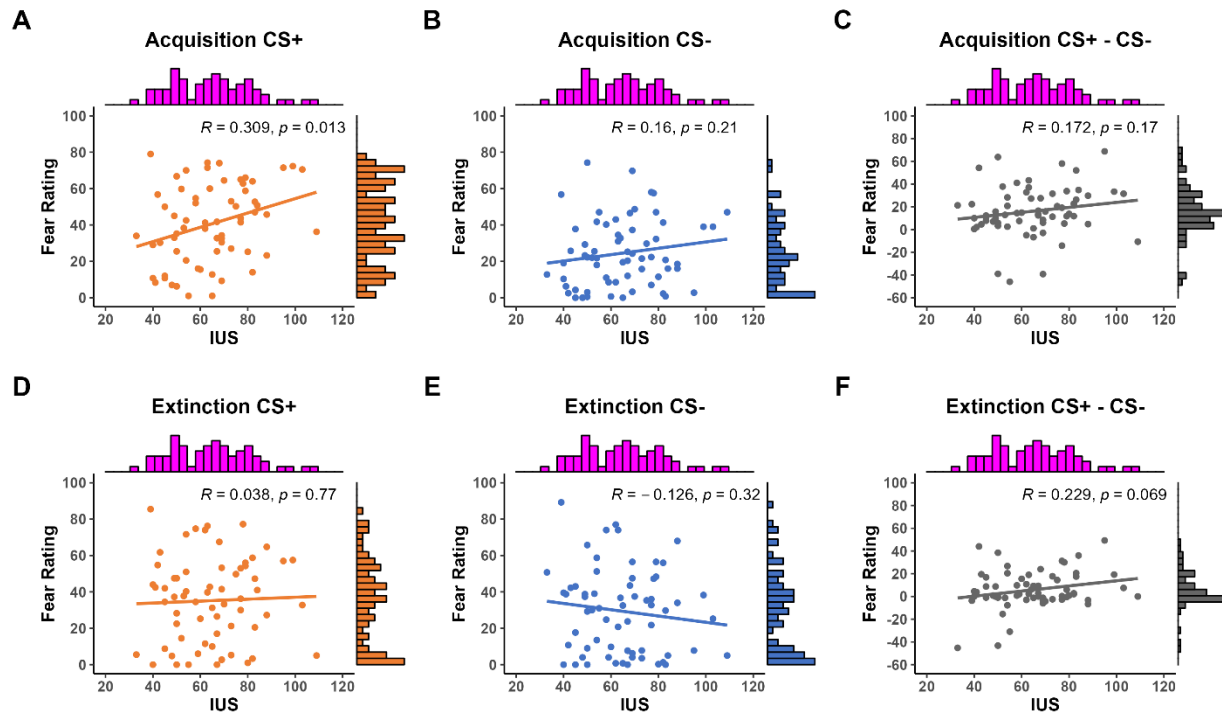 A
Acquisition CS+
R = 0.309, p = 0.013
100
80
60
40
20
0
Fear Rating
20 40 60 80 100 120
IUS
B
Acquisition CS-
R = 0.16, p = 0.21
100
80
60
40
20
0
Fear Rating
20 40 60 80 100 120
IUS
C
Acquisition CS+ - CS-
R = 0.172, p = 0.17
100
80
60
40
20
0
-20
-40
-60
Fear Rating
20 40 60 80 100 120
IUS
D
Extinction CS+
R = 0.038, p = 0.77
100
80
60
40
20
0
Fear Rating
20 40 60 80 100 120
IUS
E
Extinction CS-
R = − 0.126, p = 0.32
100
80
60
40
20
0
Fear Rating
20 40 60 80 100 120
IUS
F
Extinction CS+ - CS-
R = 0.229, p = 0.069
100
80
60
40
20
0
-20
-40
-60
Fear Rating
20 40 60 80 100 120
IUS